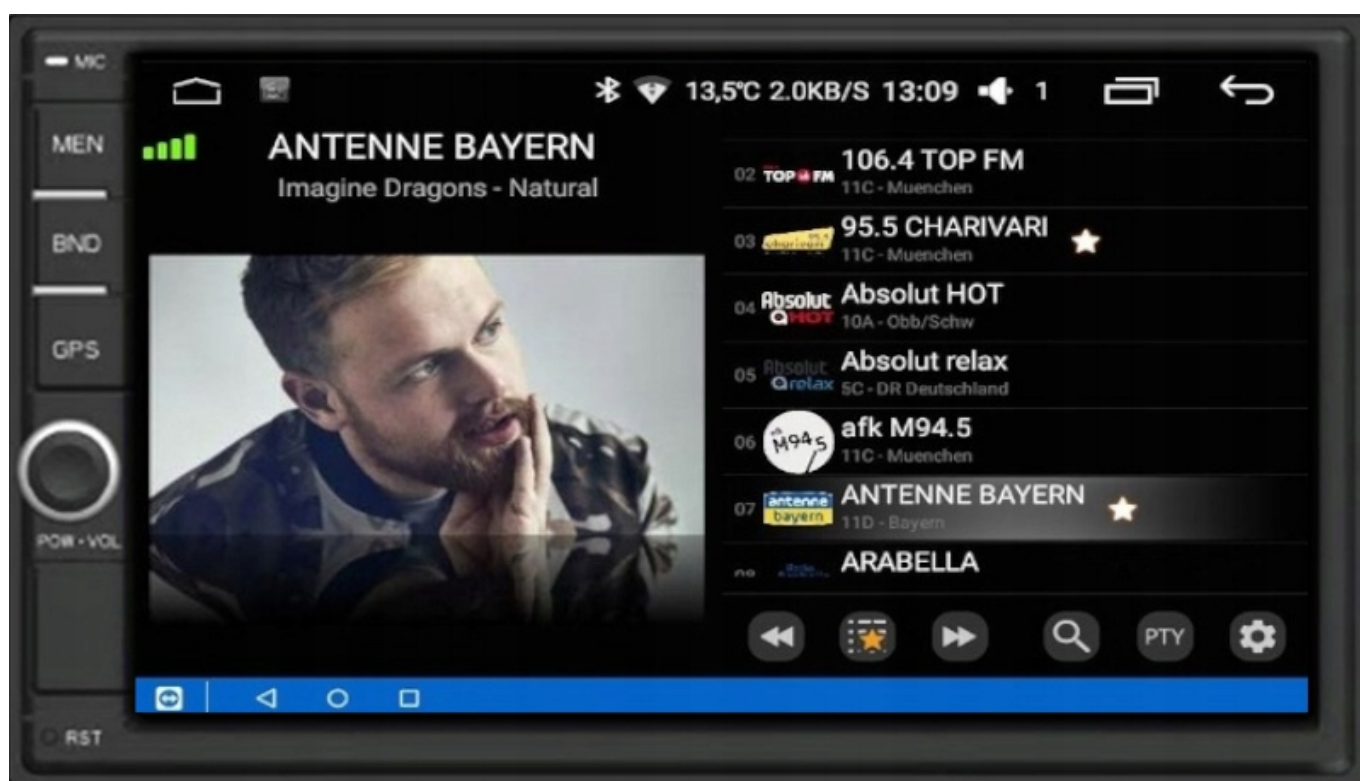 MIC
MEN
BND
GPS
POW - VOL
RST
13,5°C 2.0KB/S 13:09 1
ANTENNE BAYERN
Imagine Dragons - Natural
02 TOP FM 106.4 TOP FM
11C - Muenchen
03 charivari 95.5 CHARIVARI
11C - Muenchen
04 Absolut HOT Absolut HOT
10A - Obb/Schw
05 Absolut relax Absolut relax
5C - DR Deutschland
06 M94.5 afk M94.5
11C - Muenchen
07 antenne bayern ANTENNE BAYERN
11D - Bayern
ARABELLA
PTY